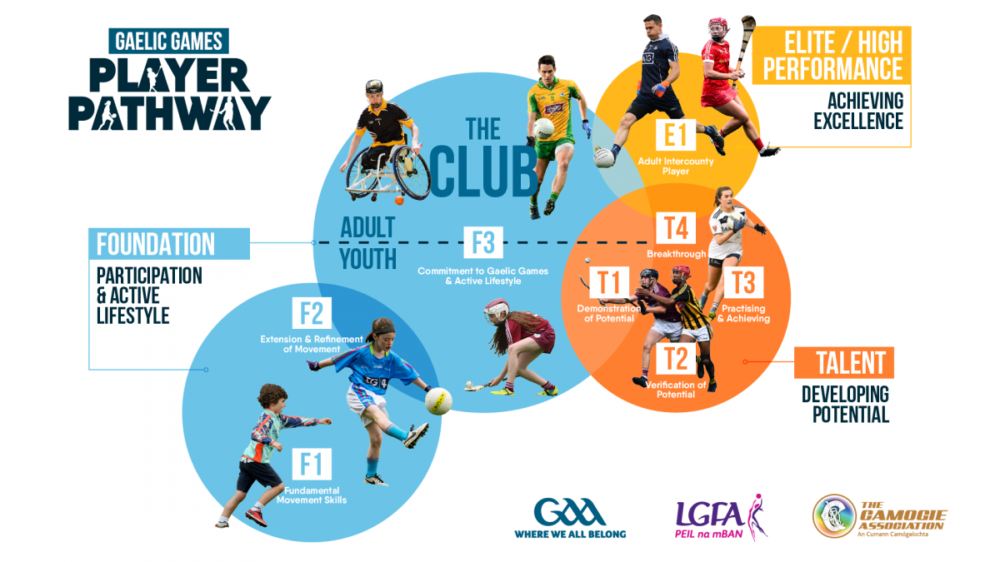 GAELIC GAMES
PLAYER
PATHWAY
ELITE / HIGH
PERFORMANCE
ACHIEVING
EXCELLENCE
THE
CLUB
AIG
E1
Adult Intercounty
Player
FOUNDATION
PARTICIPATION
& ACTIVE
LIFESTYLE
ADULT
YOUTH
F3
Commitment to Gaelic Games
& Active Lifestyle
T4
Breakthrough
T1
Demonstration
of Potential
T3
Practising
& Achieving
T2
Verification of
Potential
F2
Extension & Refinement
of Movement
TG4
F1
Fundamental
Movement Skills
TALENT
DEVELOPING
POTENTIAL
GAA
WHERE WE ALL BELONG
LGFA
PEIL na mBAN
THE
CAMOGIE
ASSOCIATION
An Cumann Camógaíochta